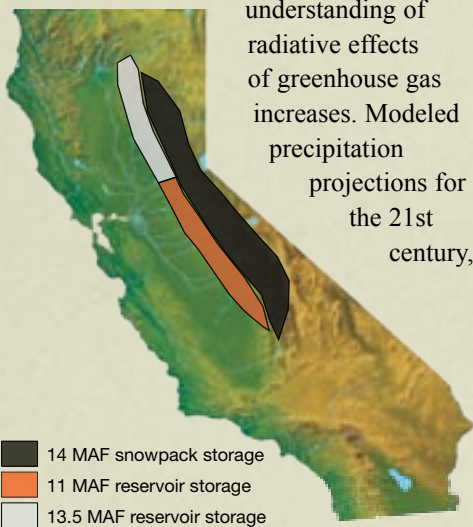 understanding of
radiative effects
of greenhouse gas
increases. Modeled
precipitation
projections for
the 21st
century,
14 MAF snowpack storage
11 MAF reservoir storage
13.5 MAF reservoir storage